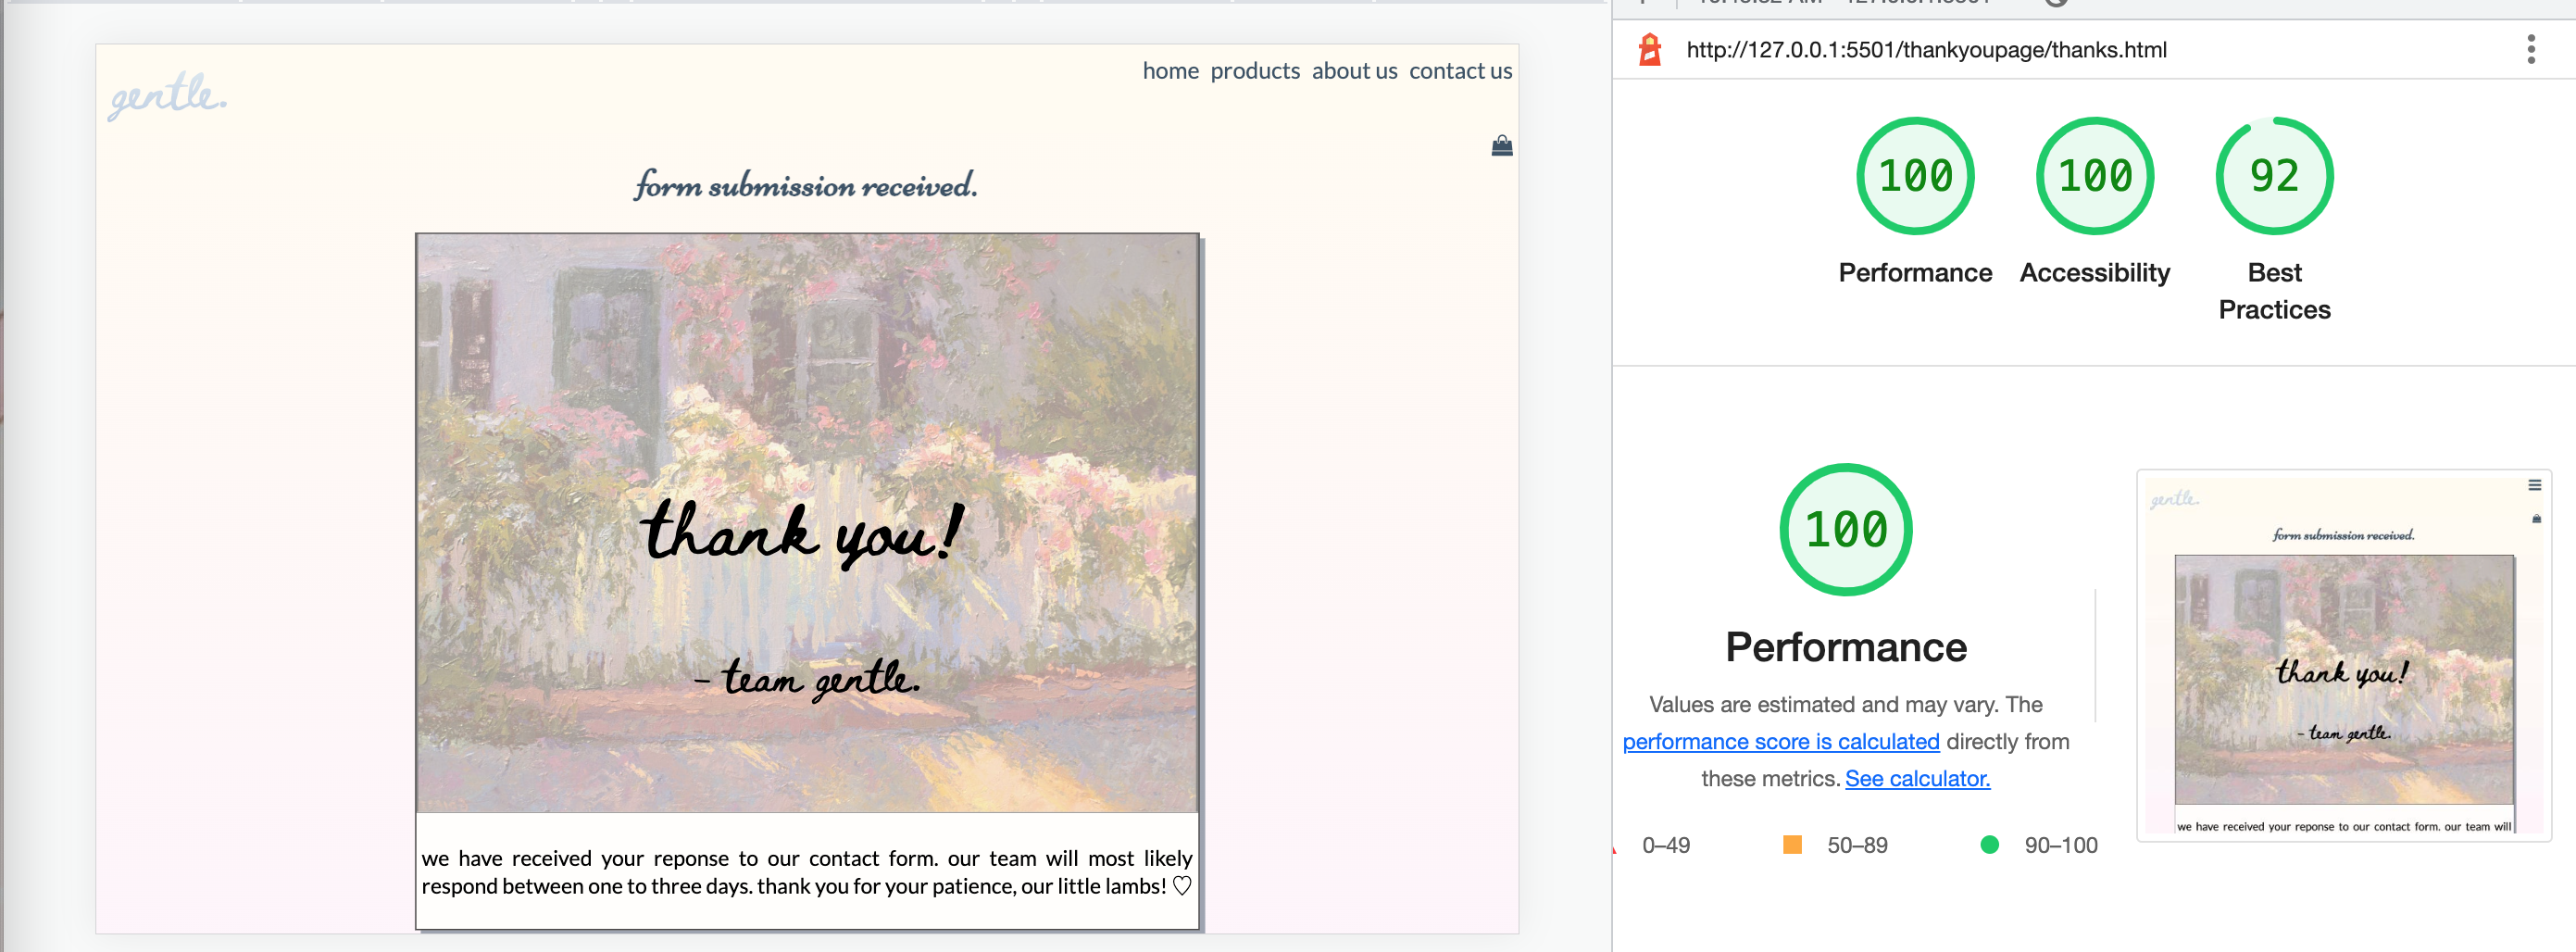 gentle.
home products about us contact us
form submission received.
thank you!
- team gentle.
we have received your reponse to our contact form. our team will most likely
respond between one to three days. thank you for your patience, our little lambs! ♡
http://127.0.0.1:5501/thankyoupage/thanks.html
100
100
92
Performance
Accessibility
Best
Practices
100
Performance
Values are estimated and may vary. The
performance score is calculated directly from
these metrics. See calculator.
0–49
50–89
90–100
gentle.
form submission received.
thank you!
- team gentle.
we have received your reponse to our contact form. our team will